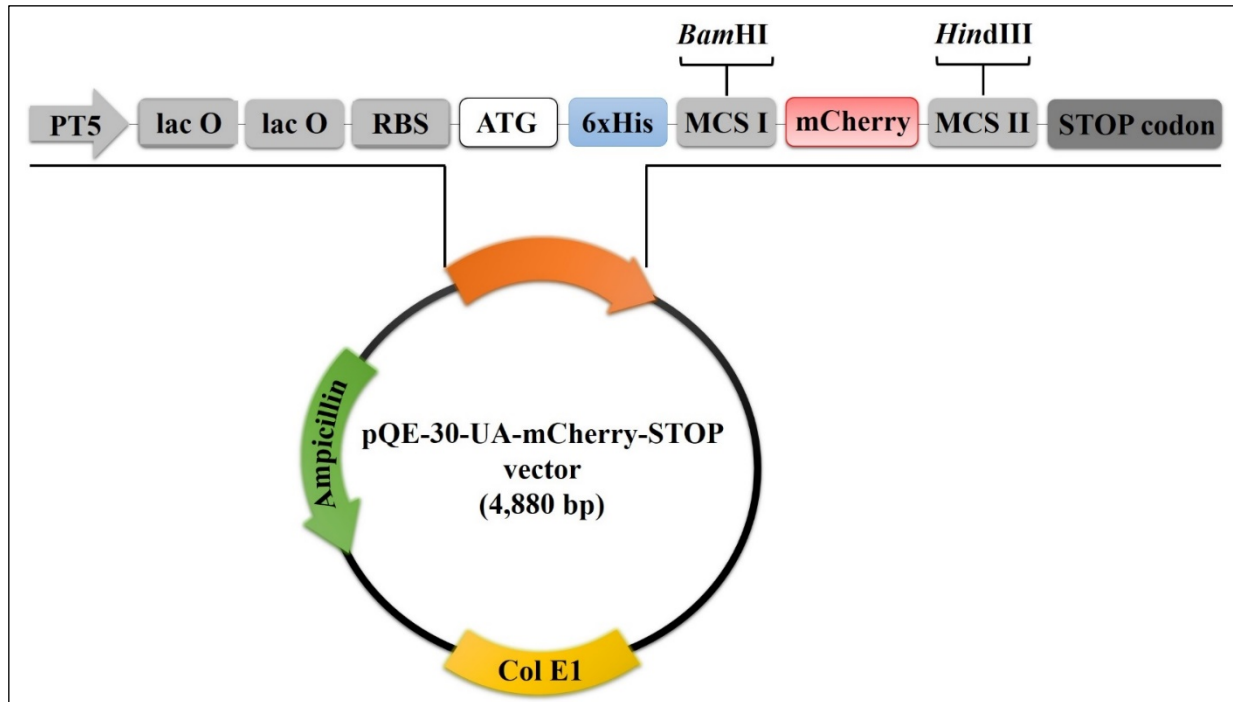 BamHI
HindIII
PT5
lac O
lac O
RBS
ATG
6xHis
MCS I
mCherry
MCS II
STOP codon
Ampicillin
pQE-30-UA-mCherry-STOP
vector
(4,880 bp)
Col E1